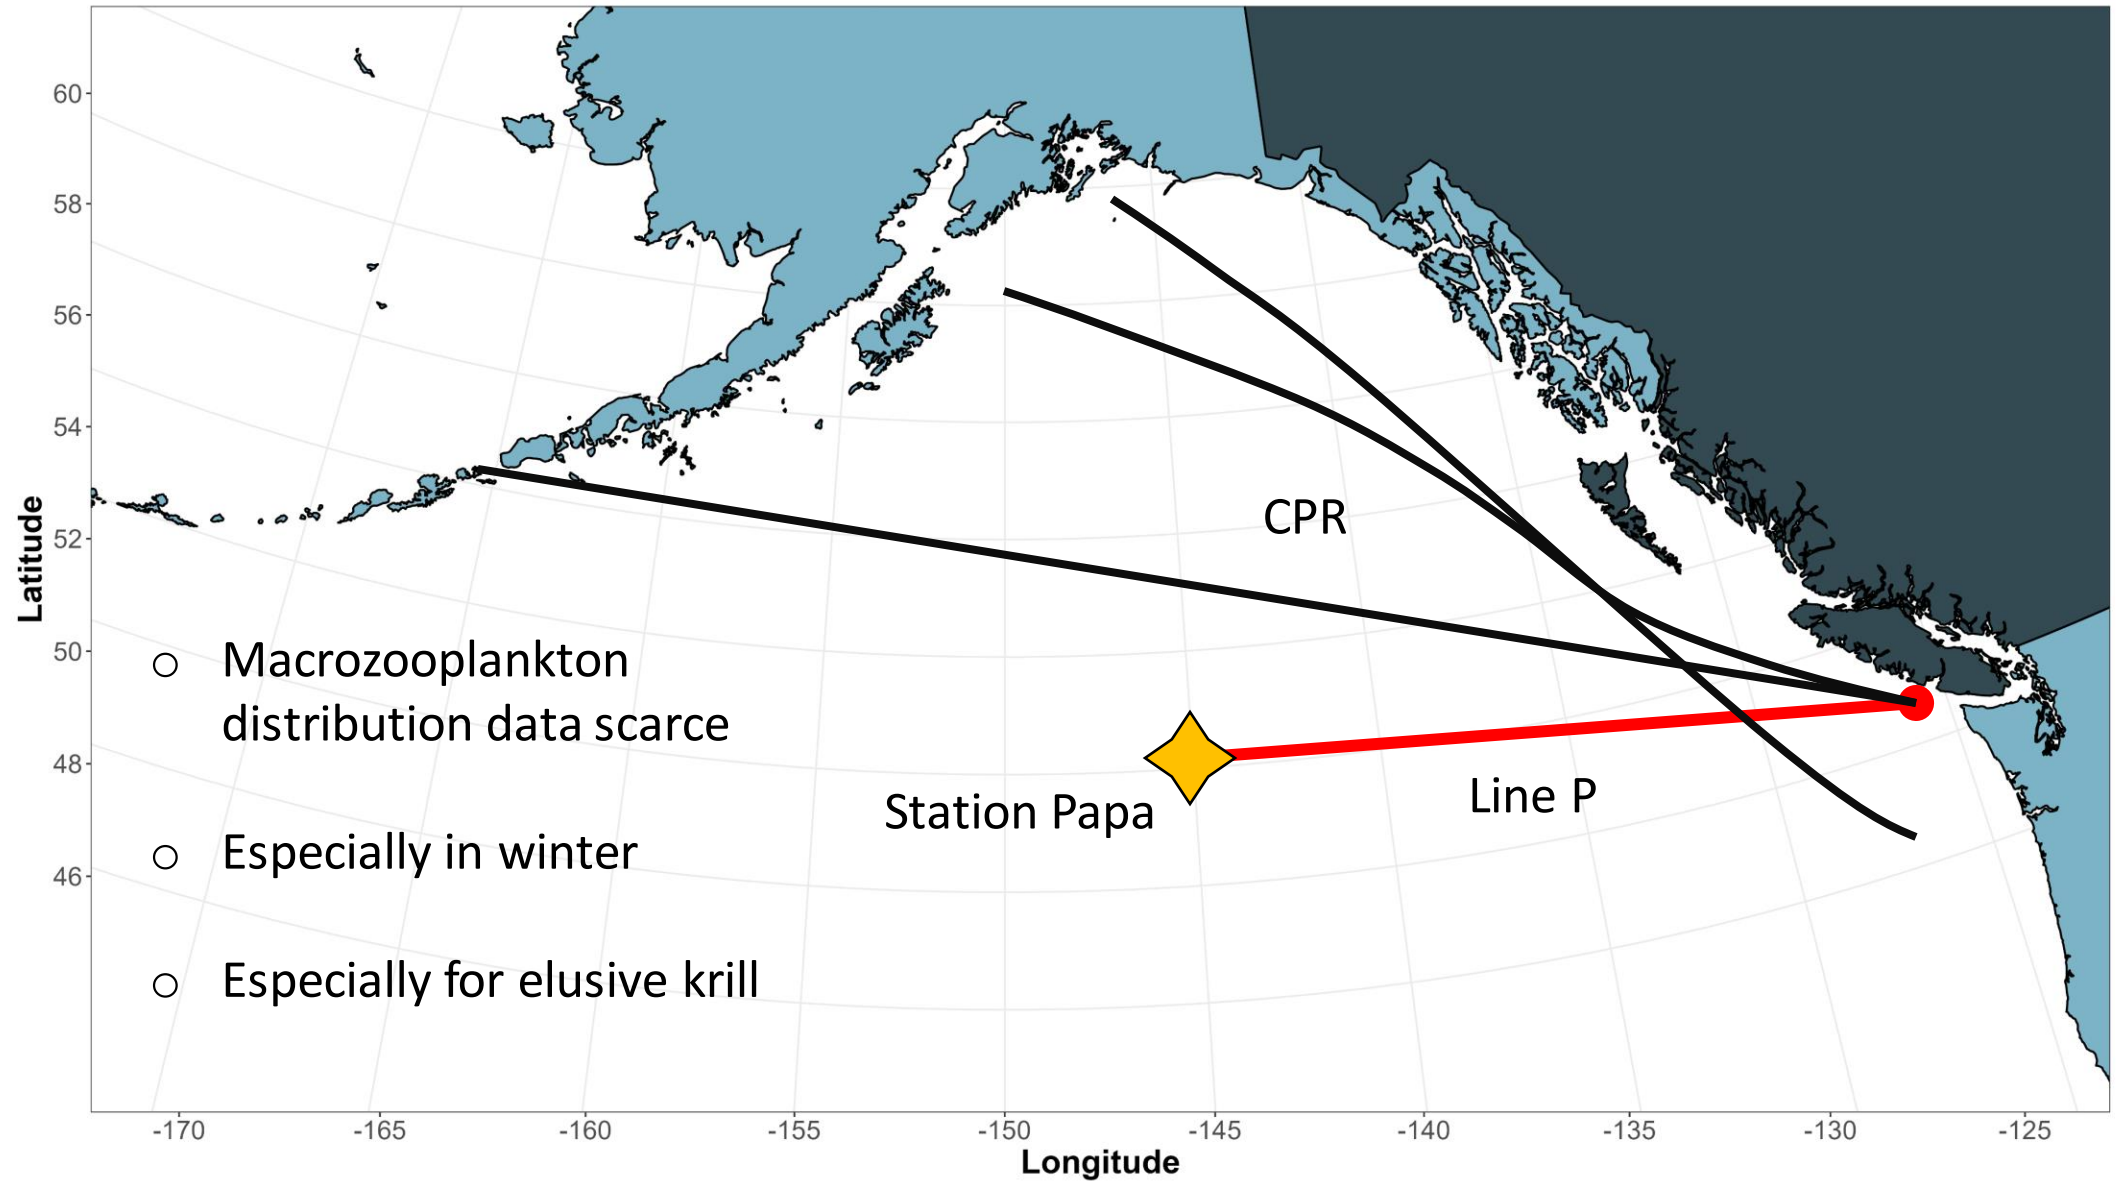 60
58
56
54
52
50
48
46
Latitude
CPR
○ Macrozooplankton
distribution data scarce
○ Especially in winter
○ Especially for elusive krill
Station Papa
Line P
-170 -165 -160 -155 -150 -145 -140 -135 -130 -125
Longitude